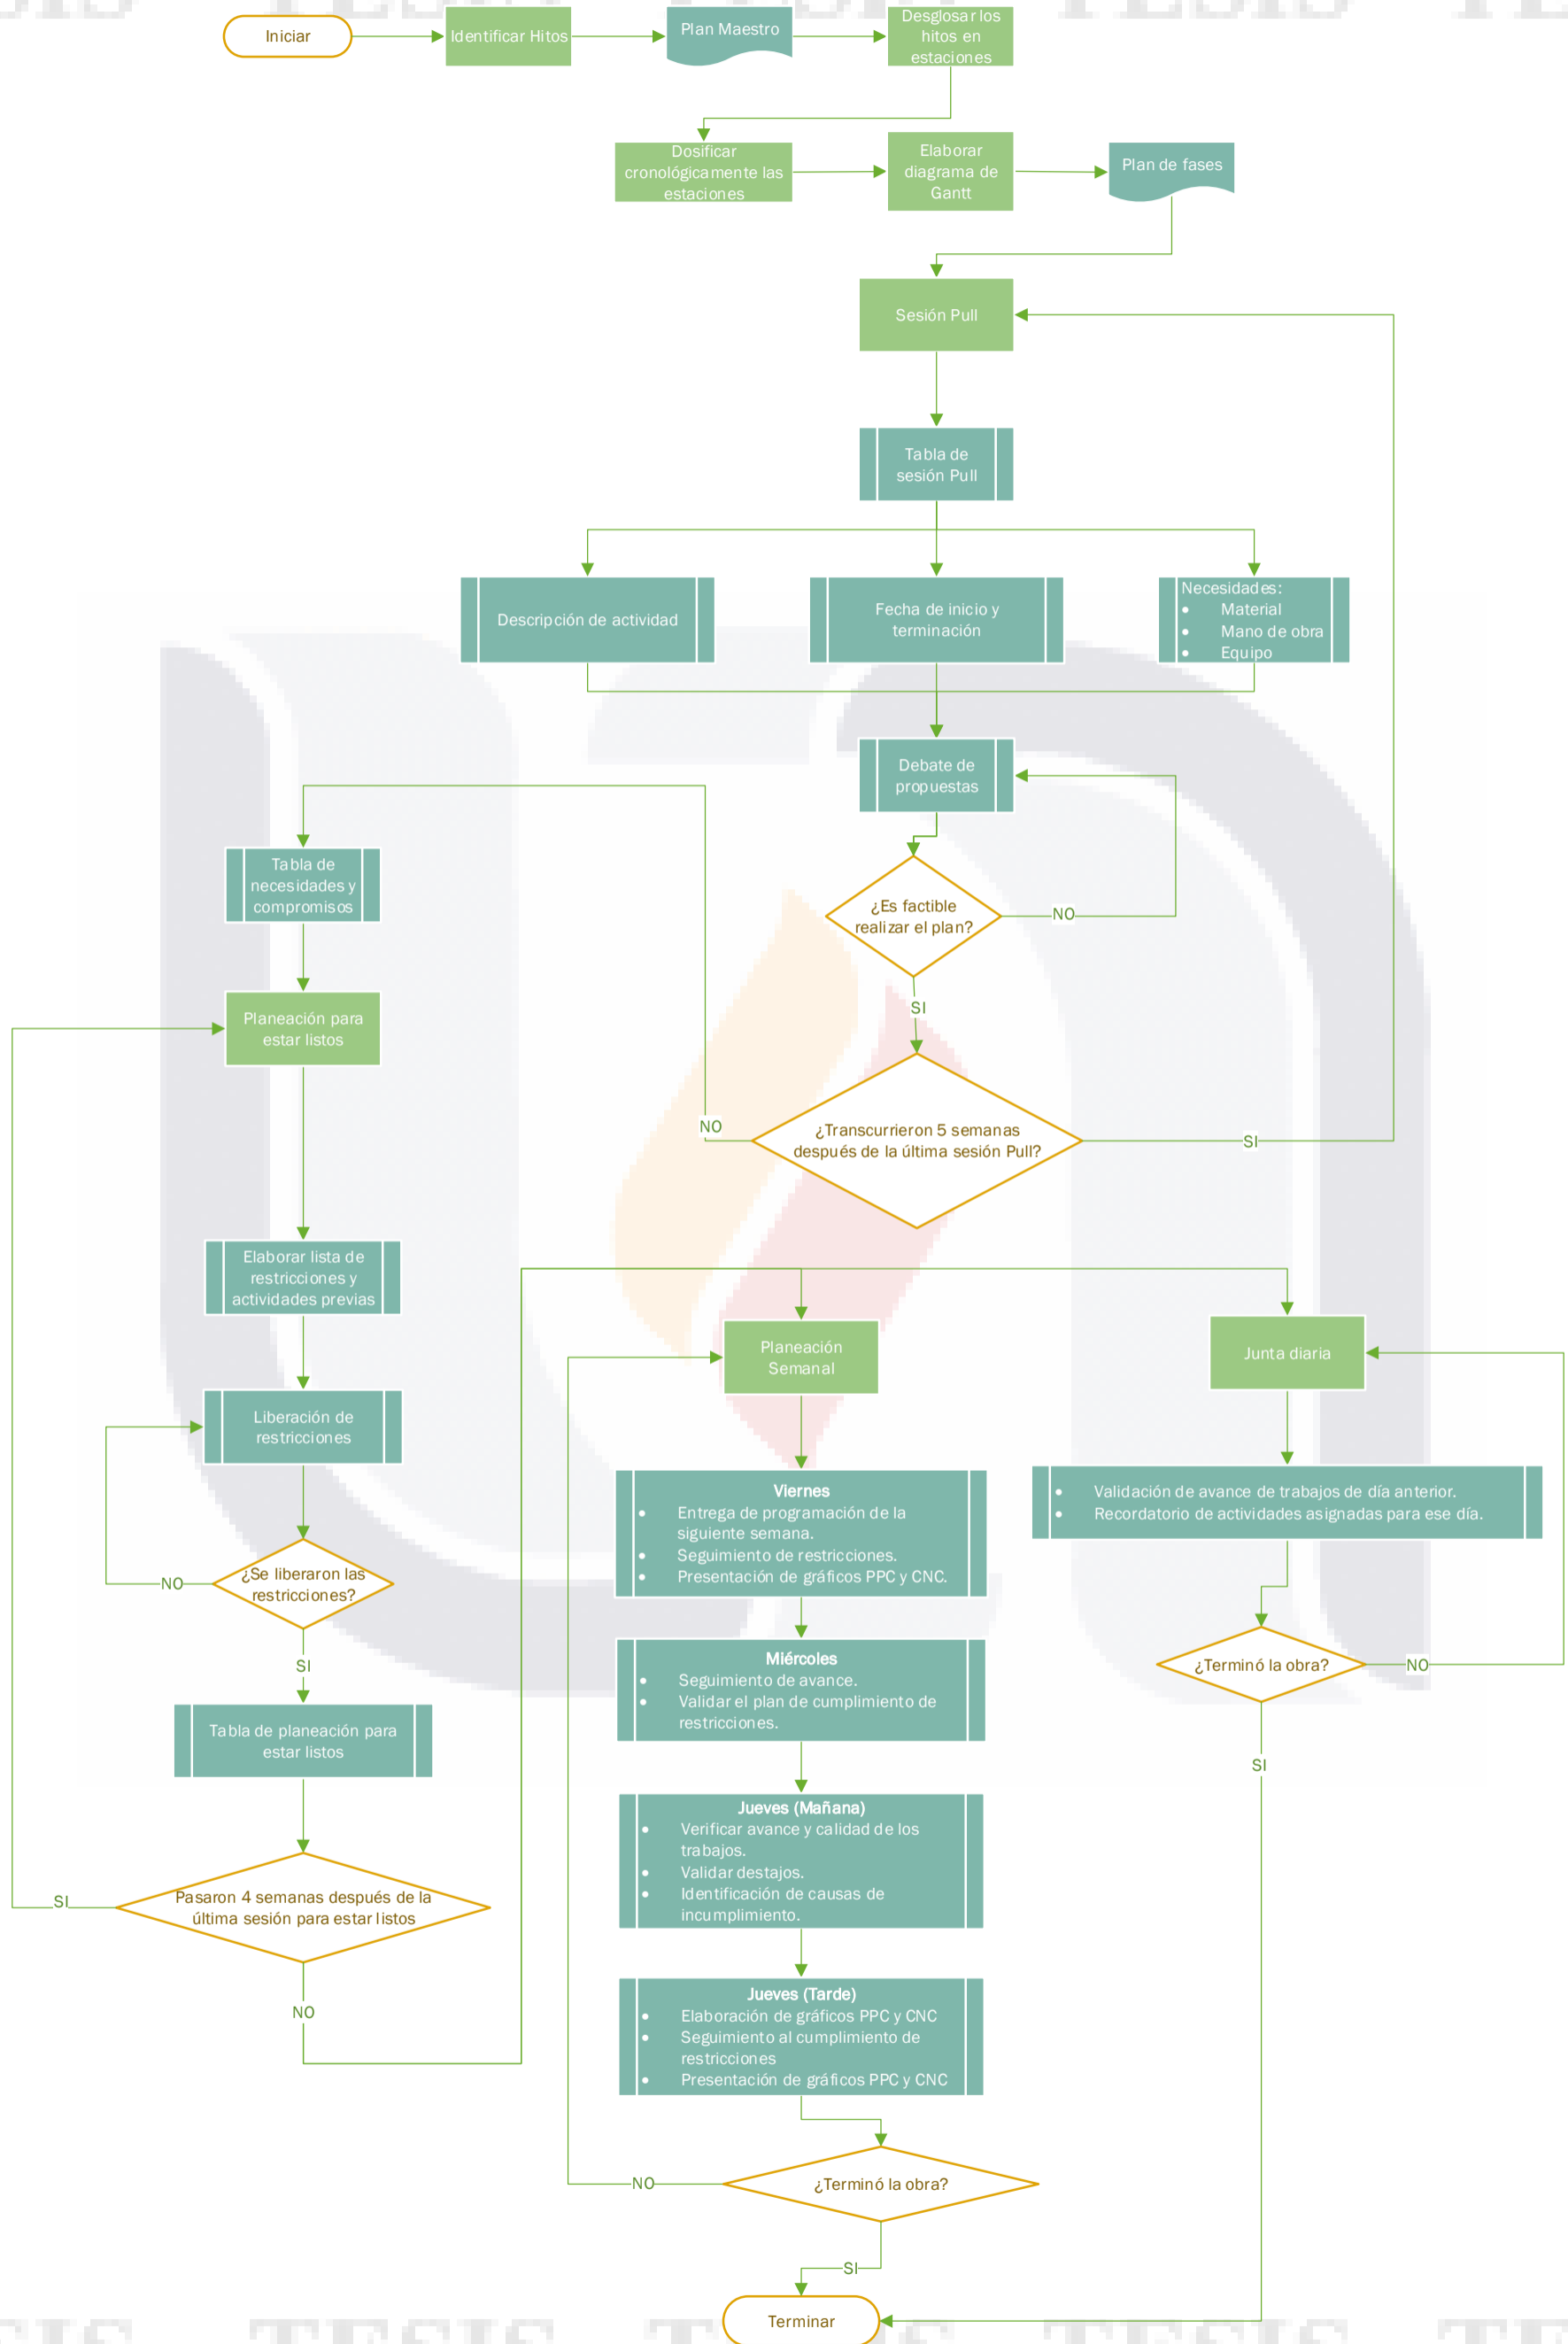 Iniciar
Identificar Hitos
Plan Maestro
Desglosar los
hitos en
estaciones
Dosificar
cronológicamente las
estaciones
Elaborar
diagrama de
Gantt
Plan de fases
Sesión Pull
Tabla de
sesión Pull
Descripción de actividad
Fecha de inicio y
terminación
Necesidades:
• Material
• Mano de obra
• Equipo
Debate de
propuestas
Tabla de
necesidades y
compromisos
¿Es factible
realizar el plan?
NO
SI
Planeación para
estar listos
¿Transcurrieron 5 semanas
después de la última sesión Pull?
NO
SI
Elaborar lista de
restricciones y
actividades previas
Liberación de
restricciones
¿Se liberaron las
restricciones?
NO
SI
Tabla de planeación para
estar listos
Pasaron 4 semanas después de la
última sesión para estar listos
SI
NO
Planeación
Semanal
Viernes
• Entrega de programación de la
siguiente semana.
• Seguimiento de restricciones.
• Presentación de gráficos PPC y CNC.
Miércoles
• Seguimiento de avance.
• Validar el plan de cumplimiento de
restricciones.
Jueves (Mañana)
• Verificar avance y calidad de los
trabajos.
• Validar destajos.
• Identificación de causas de
incumplimiento.
Jueves (Tarde)
• Elaboración de gráficos PPC y CNC
• Seguimiento al cumplimiento de
restricciones
• Presentación de gráficos PPC y CNC
¿Terminó la obra?
NO
SI
Junta diaria
• Validación de avance de trabajos de día anterior.
• Recordatorio de actividades asignadas para ese día.
¿Terminó la obra?
NO
SI
Terminar